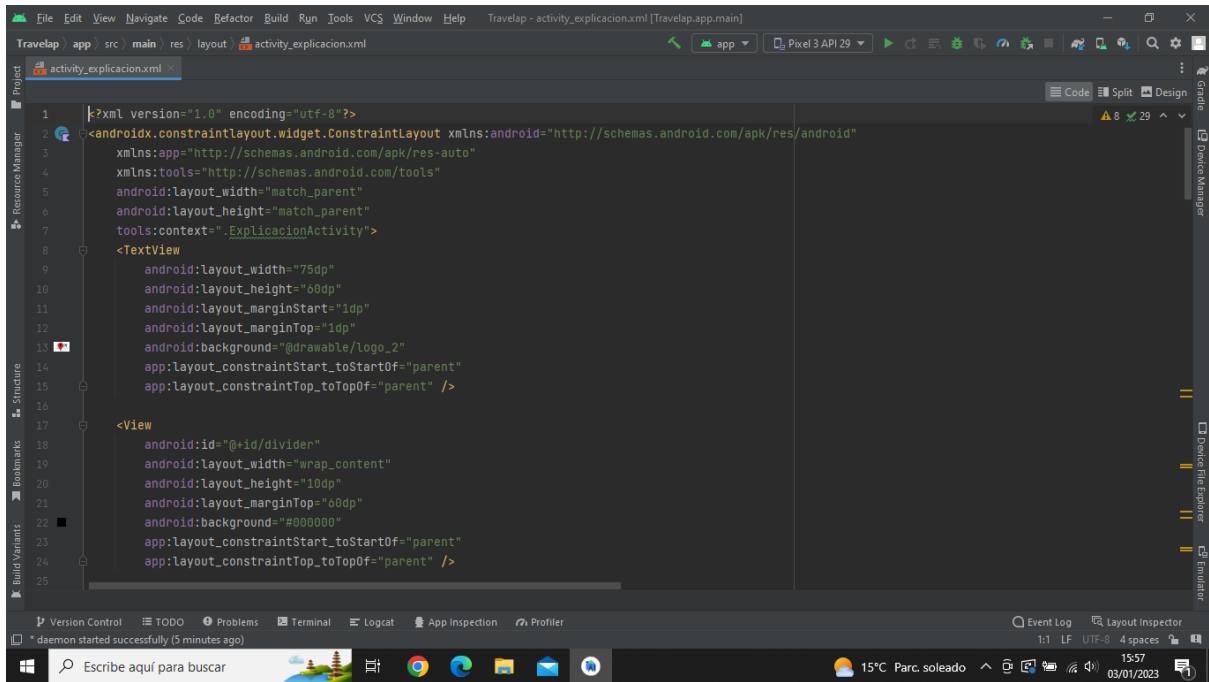 File Edit View Navigate Code Refactor Build Run Tools VCS Window Help Travelap - activity_explicacion.xml [Travelap.app.main]
Travelap app src main res layout activity_explicacion.xml app Pixel 3 API 29
activity_explicacion.xml
Code Split Design
8 29
Project
Resource Manager
Structure
Bookmarks
Build Variants
1 <?xml version="1.0" encoding="utf-8"?>
2 <androidx.constraintlayout.widget.ConstraintLayout xmlns:android="http://schemas.android.com/apk/res/android"
3 xmlns:app="http://schemas.android.com/apk/res-auto"
4 xmlns:tools="http://schemas.android.com/tools"
5 android:layout_width="match_parent"
6 android:layout_height="match_parent"
7 tools:context=".ExplicacionActivity">
8 <TextView
9 android:layout_width="75dp"
10 android:layout_height="60dp"
11 android:layout_marginStart="1dp"
12 android:layout_marginTop="1dp"
13 android:background="@drawable/logo_2"
14 app:layout_constraintStart_toStartOf="parent"
15 app:layout_constraintTop_toTopOf="parent" />
16
17 <View
18 android:id="@+id/divider"
19 android:layout_width="wrap_content"
20 android:layout_height="10dp"
21 android:layout_marginTop="60dp"
22 android:background="#000000"
23 app:layout_constraintStart_toStartOf="parent"
24 app:layout_constraintTop_toTopOf="parent" />
25
Gradle
Device Manager
Device File Explorer
Emulator
Version Control TODO Problems Terminal Logcat App Inspection Profiler Event Log Layout Inspector
* daemon started successfully (5 minutes ago) 1:1 LF UTF-8 4 spaces
Escribe aquí para buscar 15°C Parc. soleado 15:57
03/01/2023
1